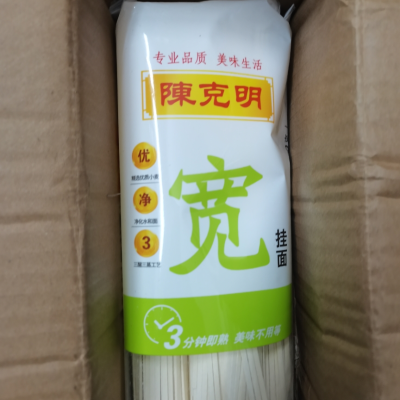 专业品质 美味生活
陳克明
优
净
3
宽
挂面
3分钟即熟 美味不用等